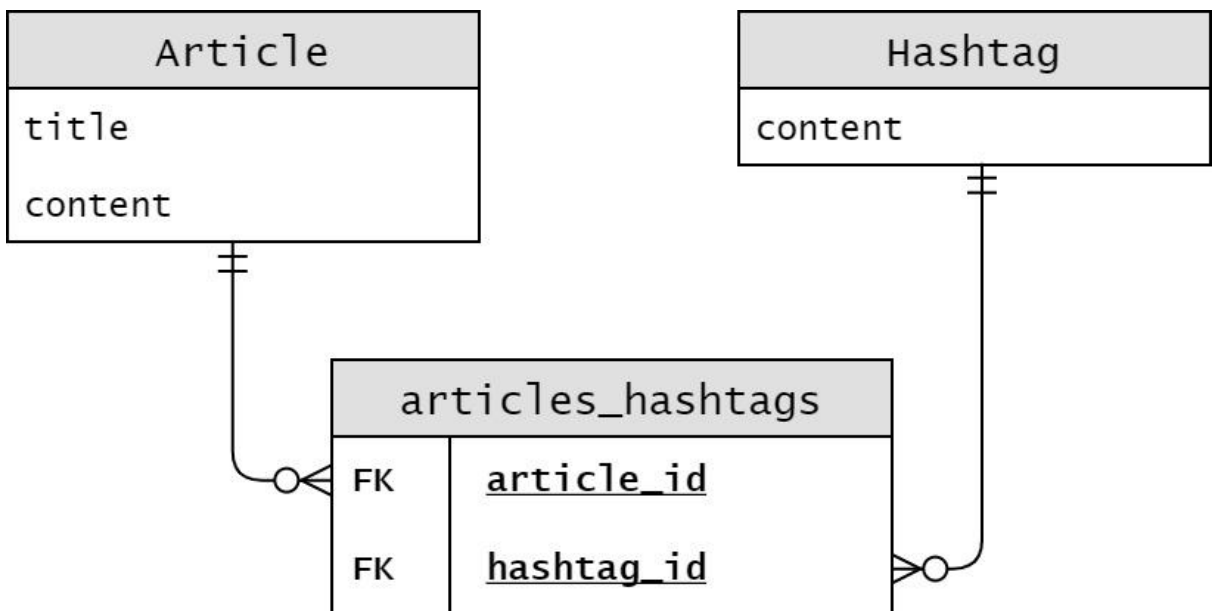 Article
title
content
Hashtag
content
articles_hashtags
FK article_id
FK hashtag_id